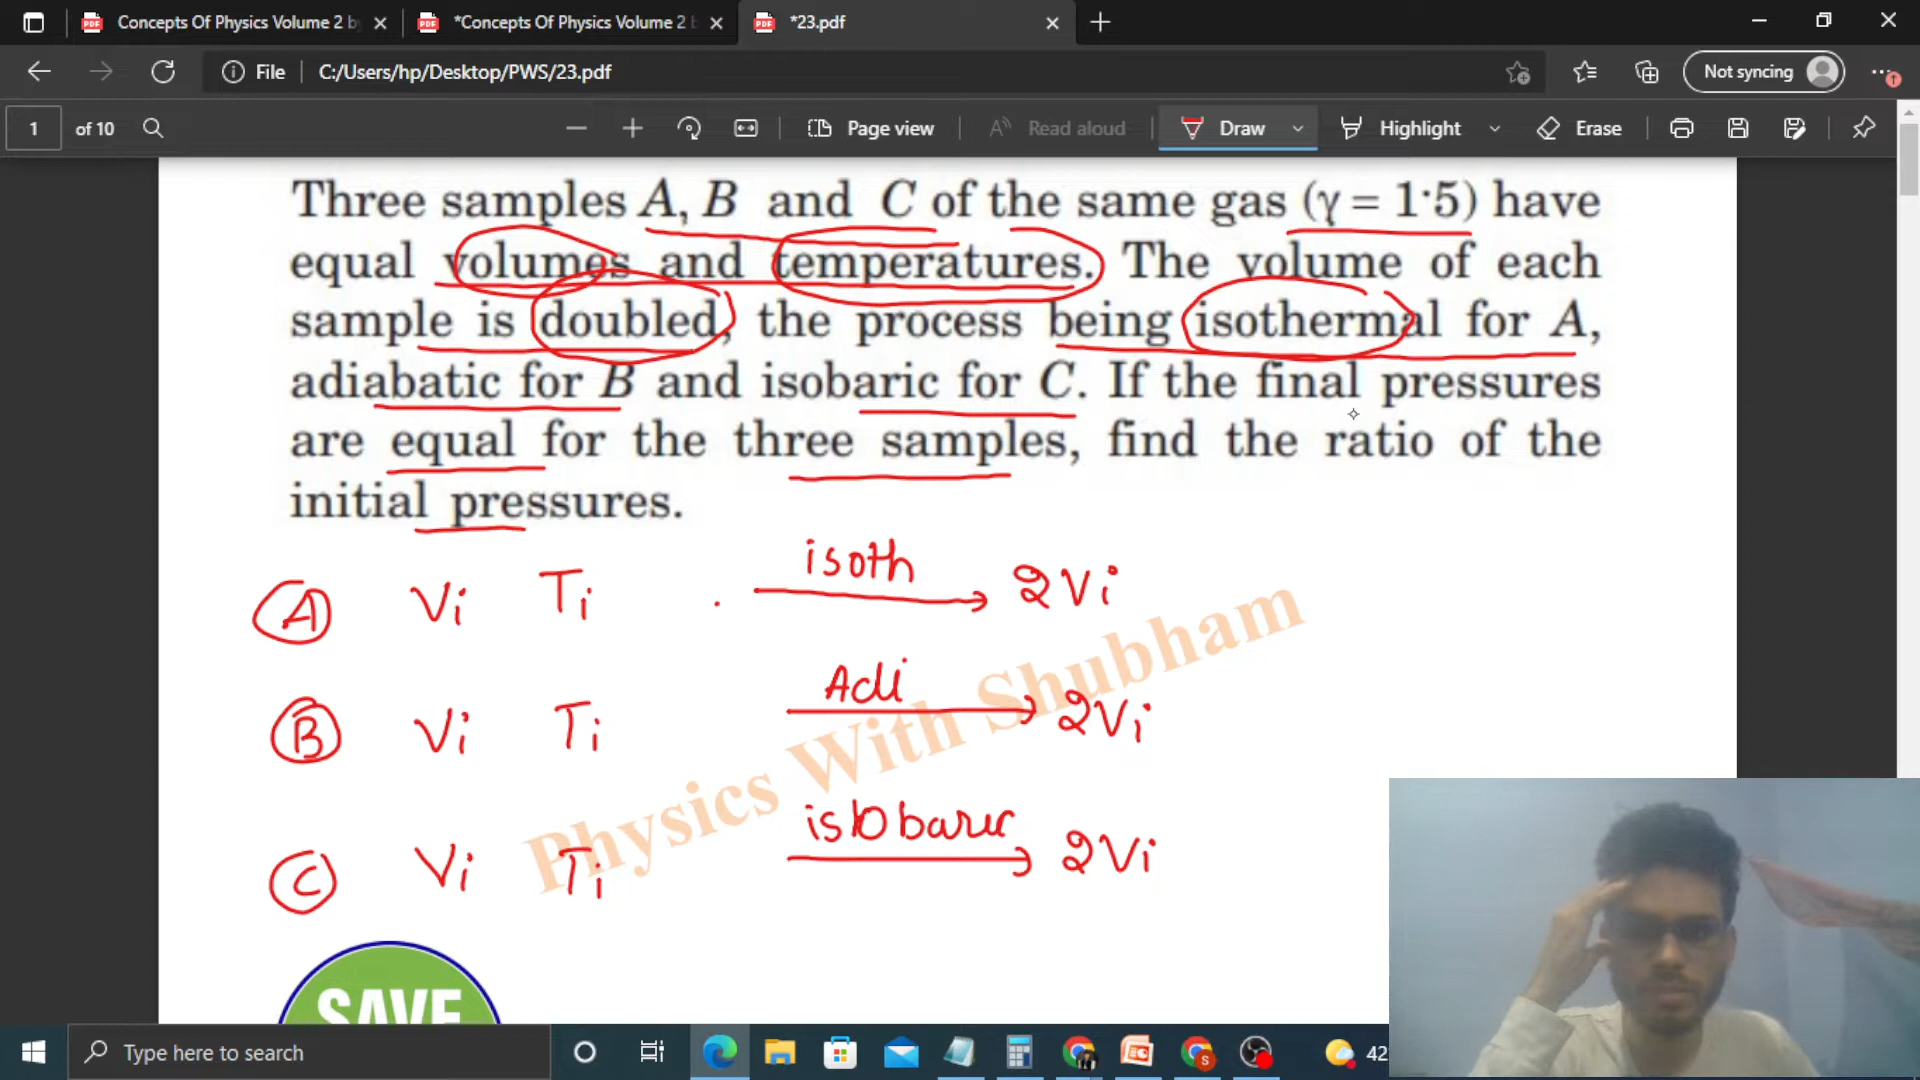 Concepts Of Physics Volume 2 by
*Concepts Of Physics Volume 2 b
*23.pdf
File
C:/Users/hp/Desktop/PWS/23.pdf
Not syncing
1 of 10
Page view
Read aloud
Draw
Highlight
Erase
Three samples A, B and C of the same gas (γ = 1·5) have
equal volumes and temperatures. The volume of each
sample is doubled, the process being isothermal for A,
adiabatic for B and isobaric for C. If the final pressures
are equal for the three samples, find the ratio of the
initial pressures.
A Vi Ti isoth 2Vi
B Vi Ti Adi 2Vi
C Vi Ti isobaric 2Vi
Physics With Shubham
SAVE
Type here to search
42